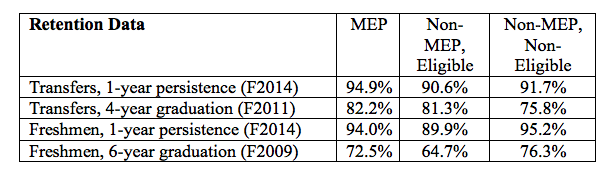 Retention Data MEP Non-MEP, Eligible Non-MEP, Non-Eligible
Transfers, 1-year persistence (F2014) 94.9% 90.6% 91.7%
Transfers, 4-year graduation (F2011) 82.2% 81.3% 75.8%
Freshmen, 1-year persistence (F2014) 94.0% 89.9% 95.2%
Freshmen, 6-year graduation (F2009) 72.5% 64.7% 76.3%